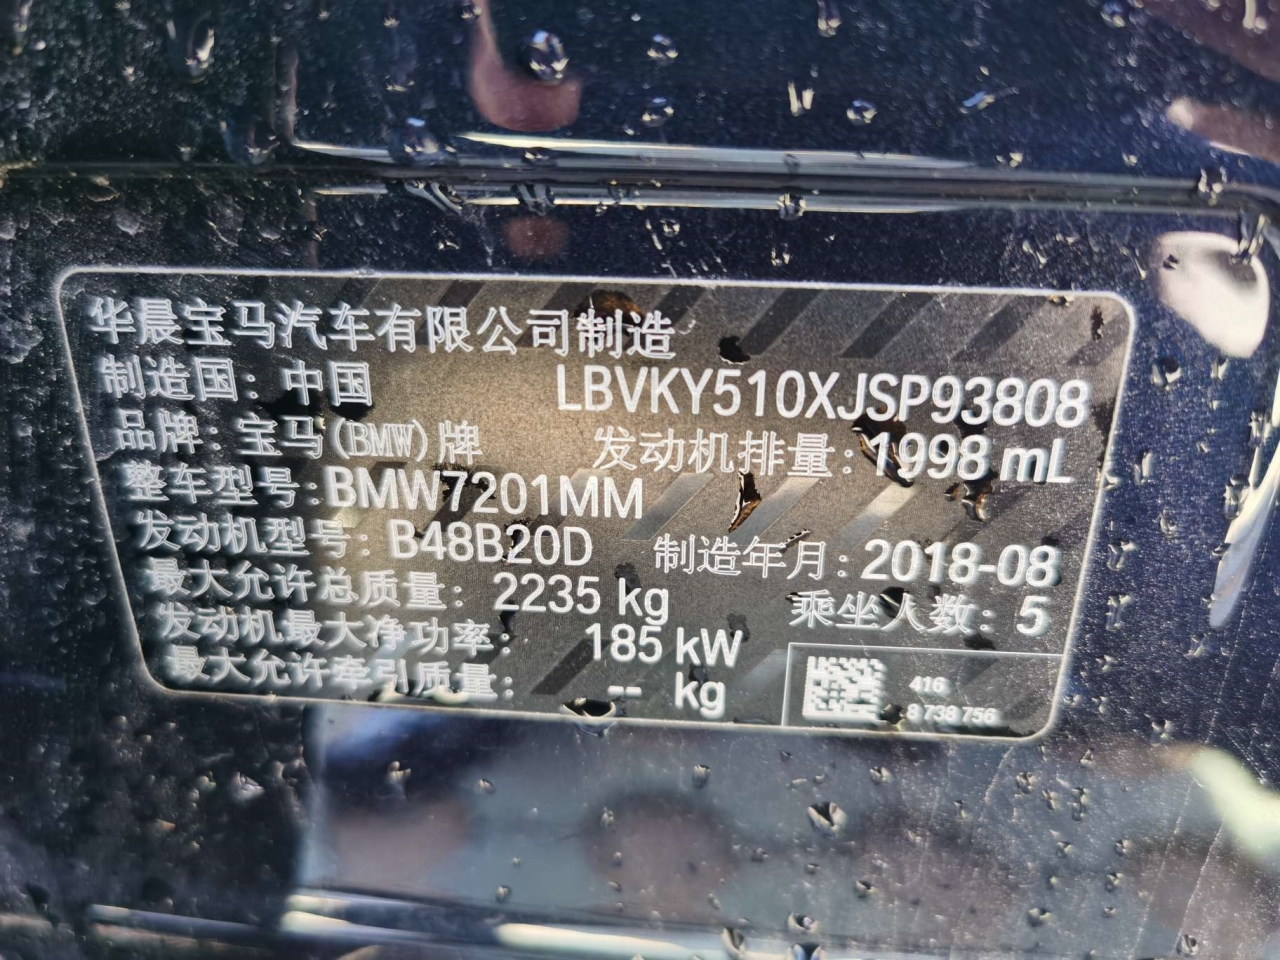 华晨宝马汽车有限公司制造
制造国：中国 LBVKY510XJSP93808
品牌：宝马(BMW)牌 发动机排量：1998 mL
整车型号：BMW7201MM
发动机型号：B48B20D 制造年月：2018-08
最大允许总质量：2235 kg 乘坐人数：5
发动机最大净功率：185 kW
最大允许牵引质量：-- kg
416
8 738 756